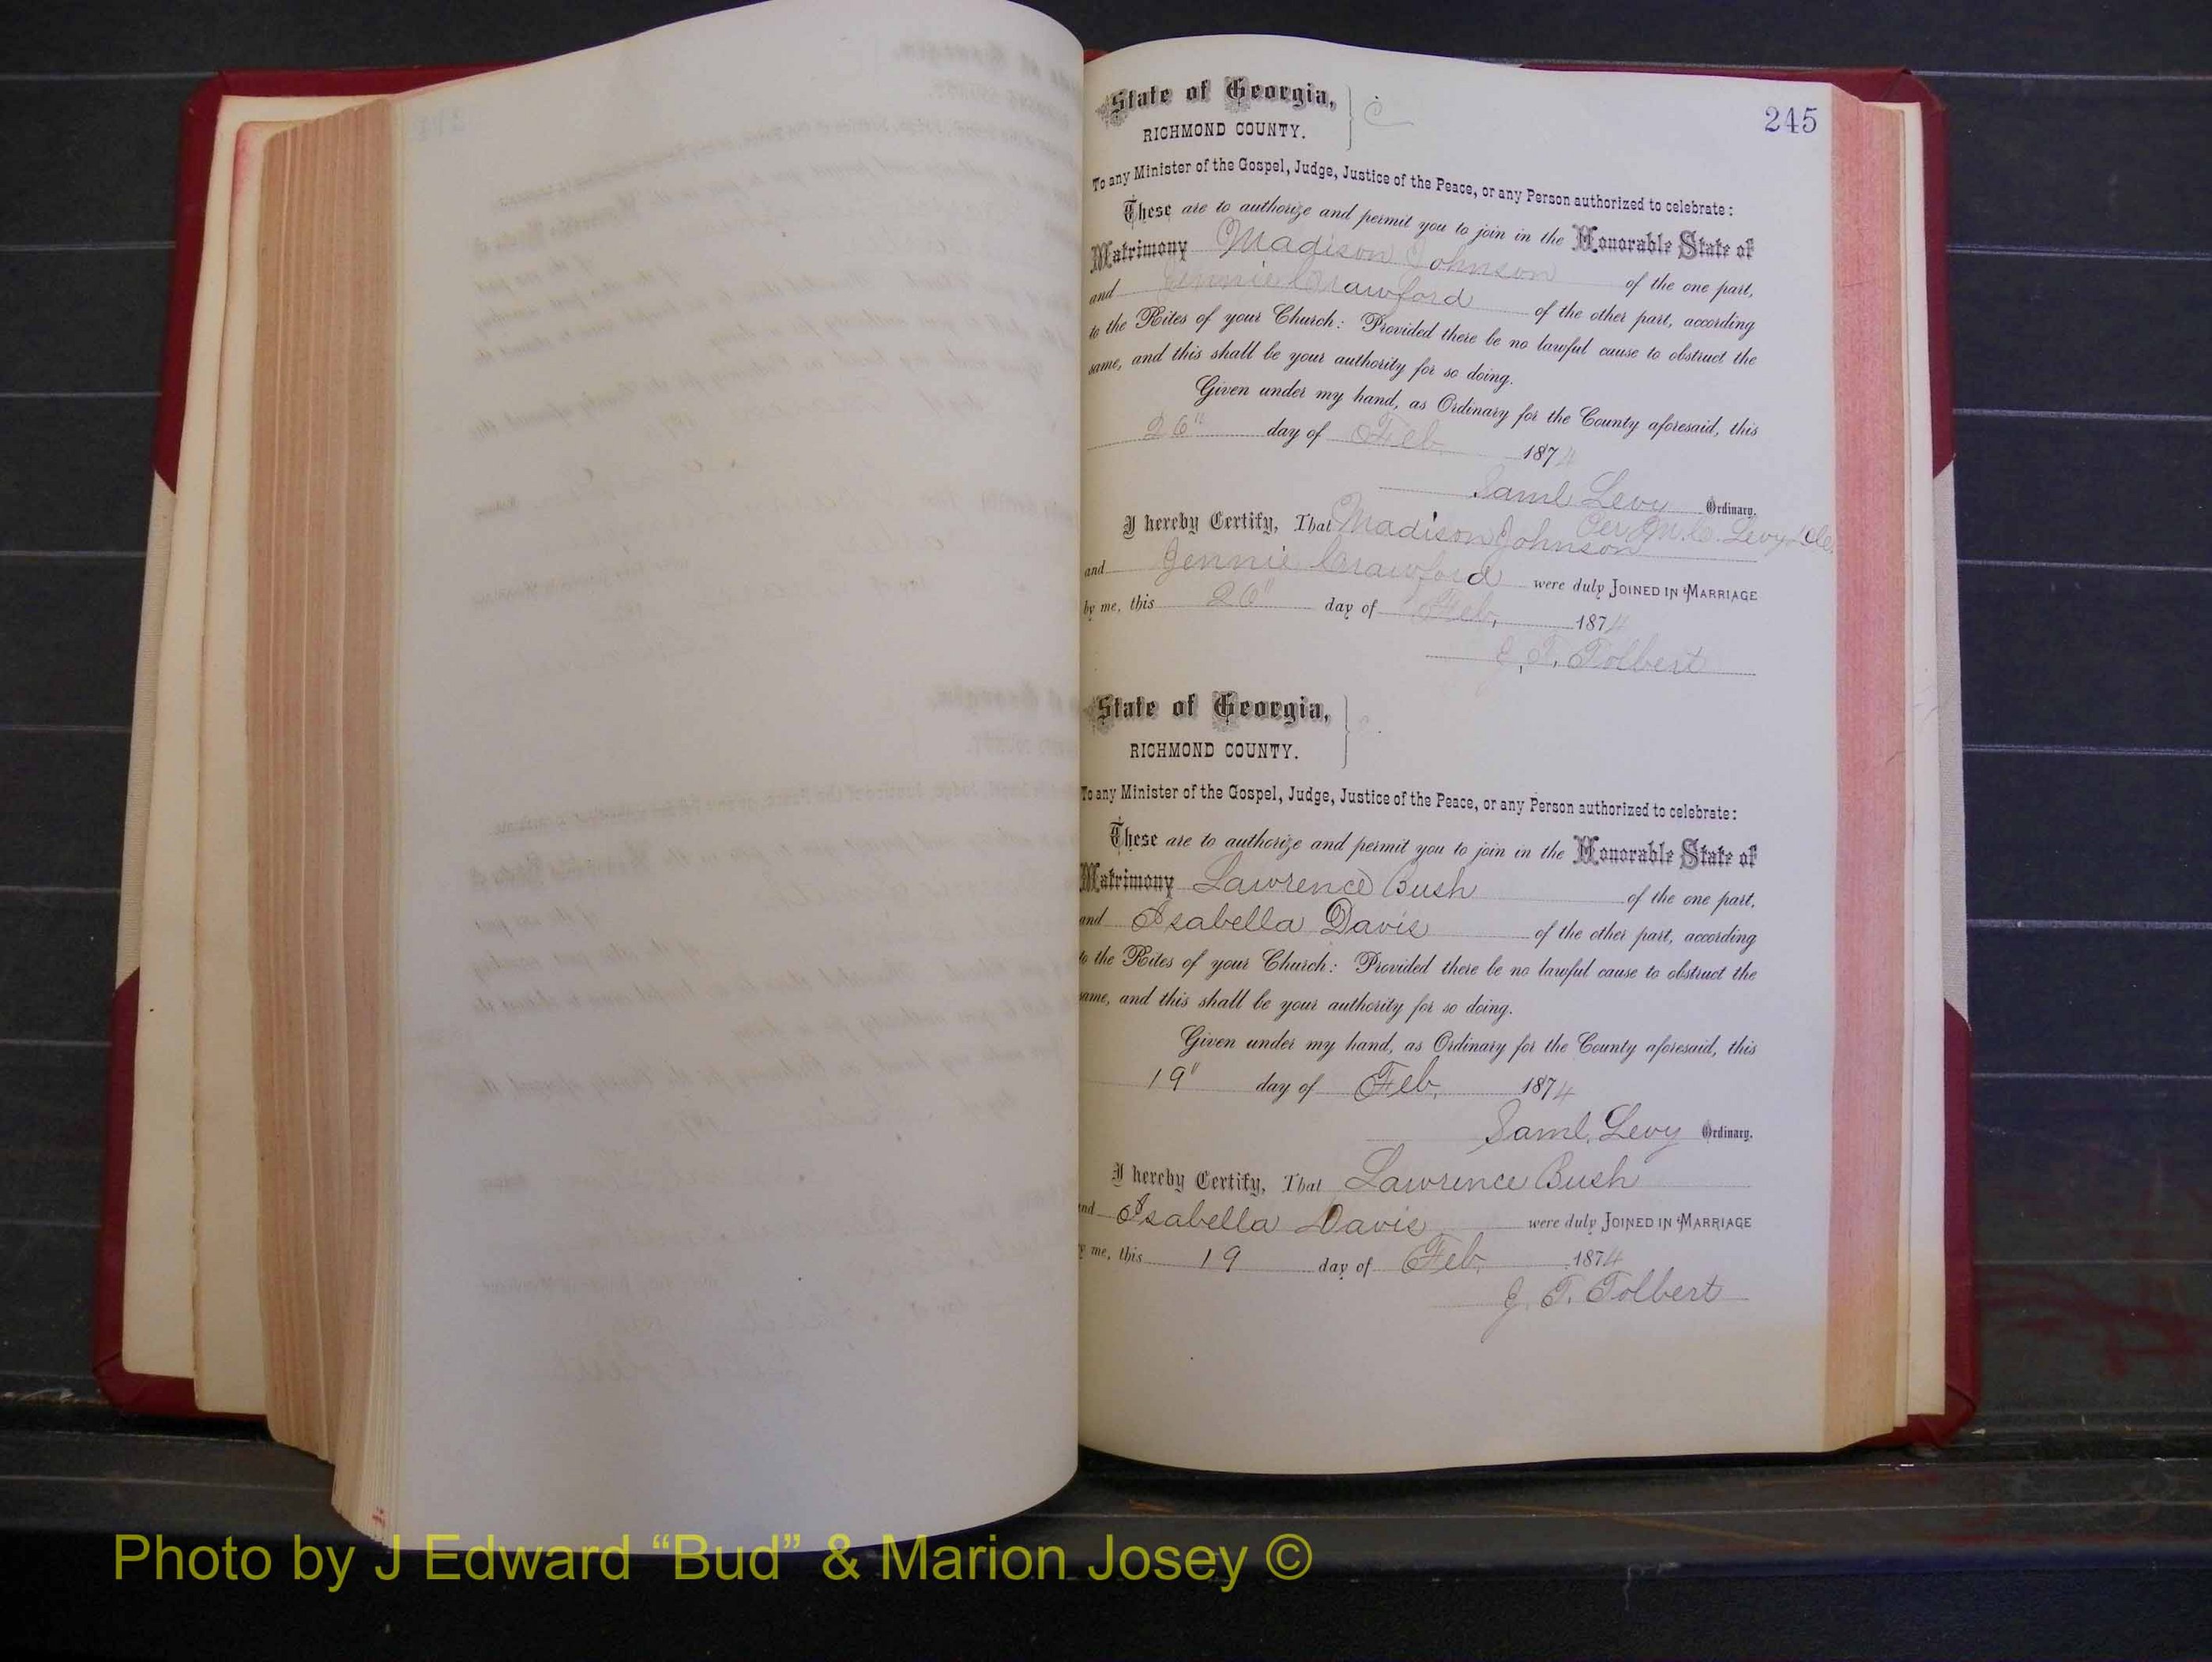 245
State of Georgia,
RICHMOND COUNTY.
To any Minister of the Gospel, Judge, Justice of the Peace, or any Person authorized to celebrate:
These are to authorize and permit you to join in the Honorable State of
Matrimony Madison Johnson of the one part,
and Jennie Crawford of the other part, according
to the Rites of your Church: Provided there be no lawful cause to obstruct the
same, and this shall be your authority for so doing.
Given under my hand, as Ordinary for the County aforesaid, this
26" day of Feb 1874
Saml Levy Ordinary.
Per M. C. Levy
I hereby Certify, That Madison Johnson
and Jennie Crawford were duly JOINED IN MARRIAGE
by me, this 26" day of Feb, 1874
J. T. Tolbert
State of Georgia,
RICHMOND COUNTY.
To any Minister of the Gospel, Judge, Justice of the Peace, or any Person authorized to celebrate:
These are to authorize and permit you to join in the Honorable State of
Matrimony Lawrence Bush of the one part,
and Isabella Davis of the other part, according
to the Rites of your Church: Provided there be no lawful cause to obstruct the
same, and this shall be your authority for so doing.
Given under my hand, as Ordinary for the County aforesaid, this
19" day of Feb. 1874
Saml. Levy Ordinary.
I hereby Certify, That Lawrence Bush
and Isabella Davis were duly JOINED IN MARRIAGE
me, this 19 day of Feb. 1874
J. T. Tolbert
Photo by J Edward “Bud” & Marion Josey ©